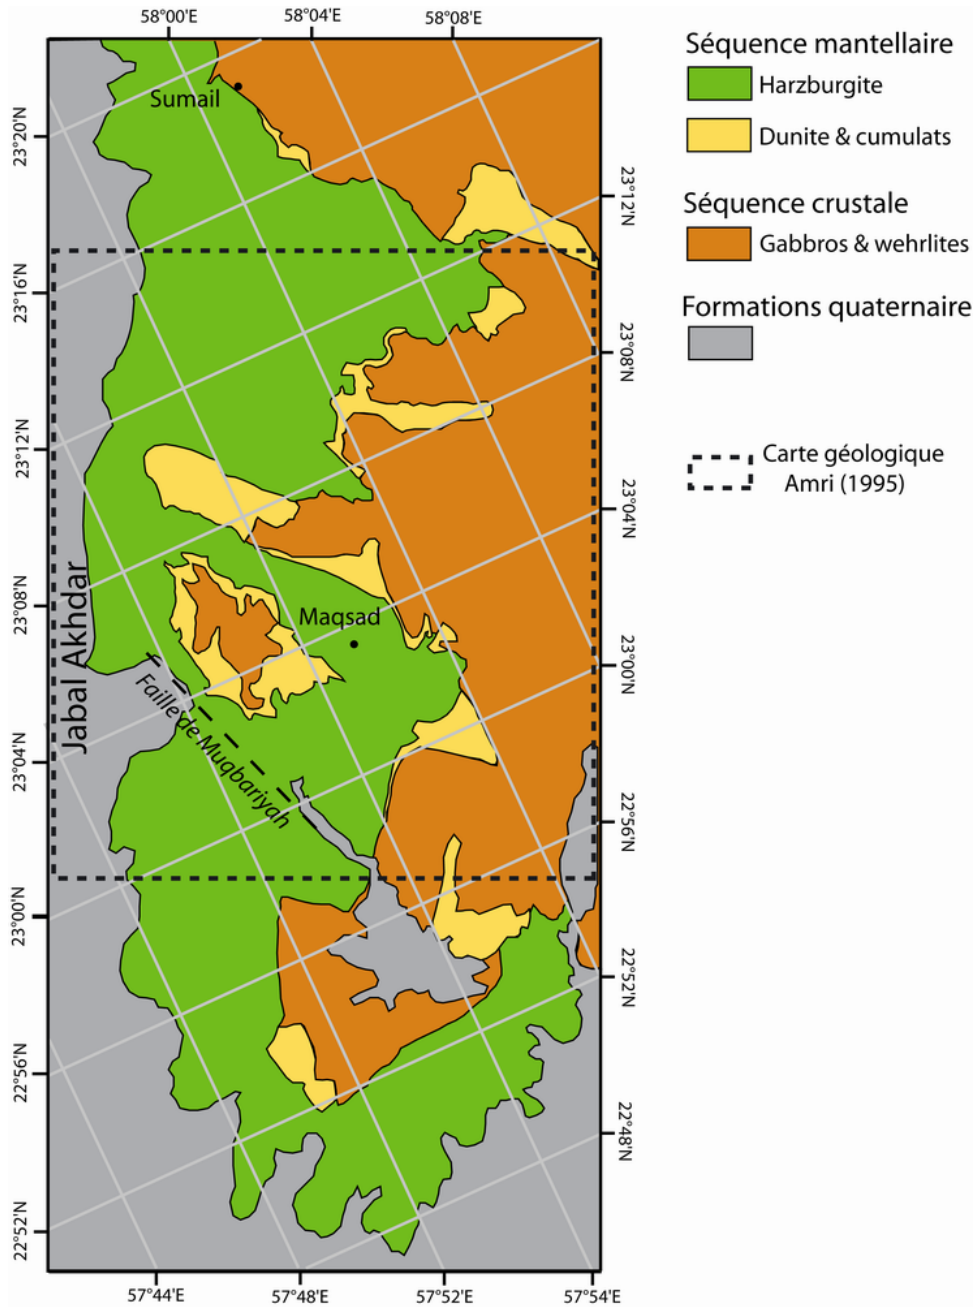 58°00'E
58°04'E
58°08'E
Sumail
23°20'N
23°16'N
23°12'N
23°08'N
23°04'N
23°00'N
22°56'N
22°52'N
Jabal Akhdar
Maqsad
Faille de Muqbariyah
23°12'N
23°08'N
23°04'N
23°00'N
22°56'N
22°52'N
22°48'N
57°44'E
57°48'E
57°52'E
57°54'E
Séquence mantellaire
Harzburgite
Dunite & cumulats
Séquence crustale
Gabbros & wehrlites
Formations quaternaire
Carte géologique
Amri (1995)